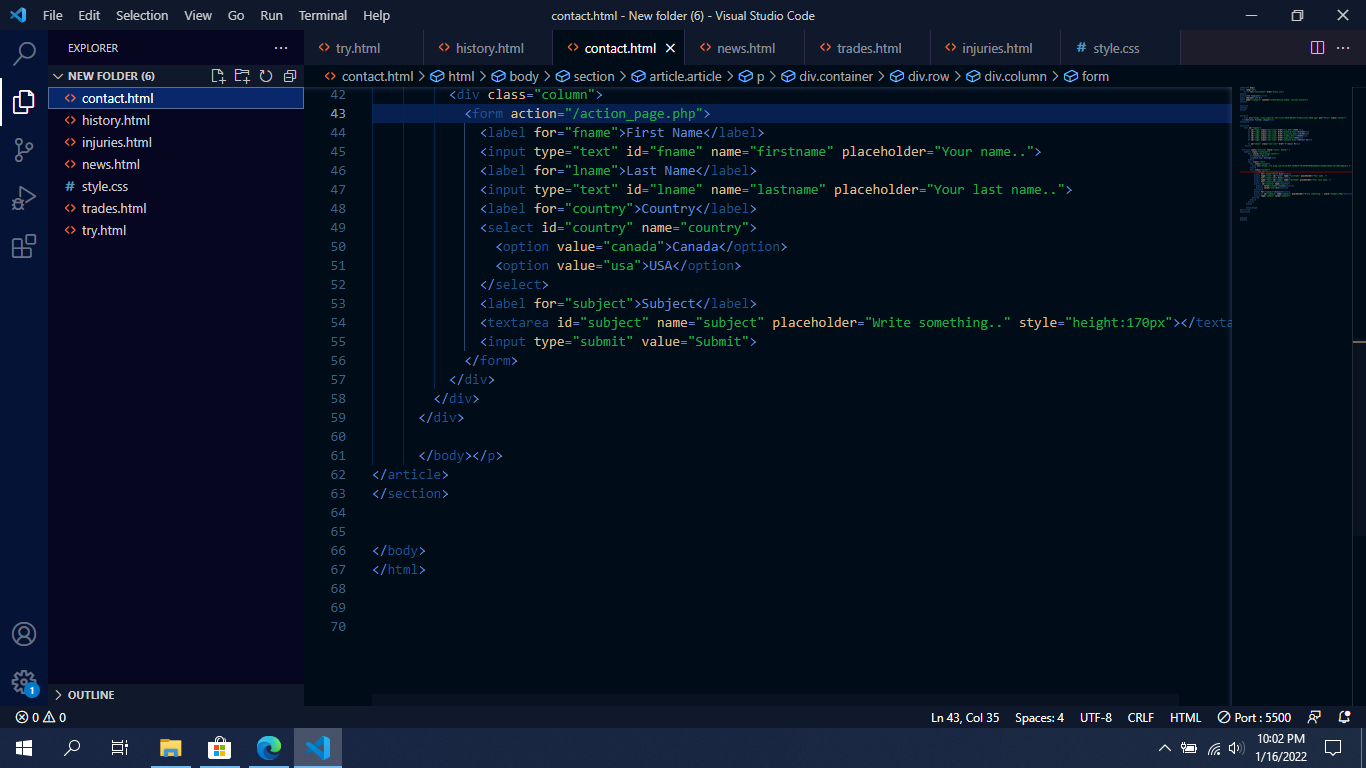 File Edit Selection View Go Run Terminal Help contact.html - New folder (6) - Visual Studio Code
EXPLORER
NEW FOLDER (6)
contact.html
history.html
injuries.html
news.html
style.css
trades.html
try.html
OUTLINE
try.html history.html contact.html news.html trades.html injuries.html # style.css
contact.html > html > body > section > article.article > p > div.container > div.row > div.column > form
42 <div class="column">
43 <form action="/action_page.php">
44 <label for="fname">First Name</label>
45 <input type="text" id="fname" name="firstname" placeholder="Your name..">
46 <label for="lname">Last Name</label>
47 <input type="text" id="lname" name="lastname" placeholder="Your last name..">
48 <label for="country">Country</label>
49 <select id="country" name="country">
50 <option value="canada">Canada</option>
51 <option value="usa">USA</option>
52 </select>
53 <label for="subject">Subject</label>
54 <textarea id="subject" name="subject" placeholder="Write something.." style="height:170px"></texta
55 <input type="submit" value="Submit">
56 </form>
57 </div>
58 </div>
59 </div>
60
61 </body></p>
62 </article>
63 </section>
64
65
66 </body>
67 </html>
68
69
70
1
0 0 Ln 43, Col 35 Spaces: 4 UTF-8 CRLF HTML Port : 5500
10:02 PM
1/16/2022